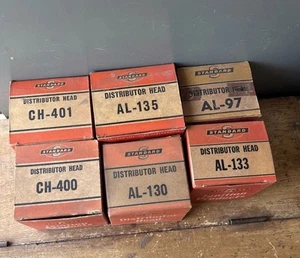 STANDARD
DISTRIBUTOR HEAD
CH-401
STANDARD
DISTRIBUTOR HEAD
AL-135
STANDARD
DISTRIBUTOR HEAD
AL-97
STANDARD
DISTRIBUTOR HEAD
CH-400
STANDARD
DISTRIBUTOR HEAD
AL-130
STANDARD
DISTRIBUTOR HEAD
AL-133